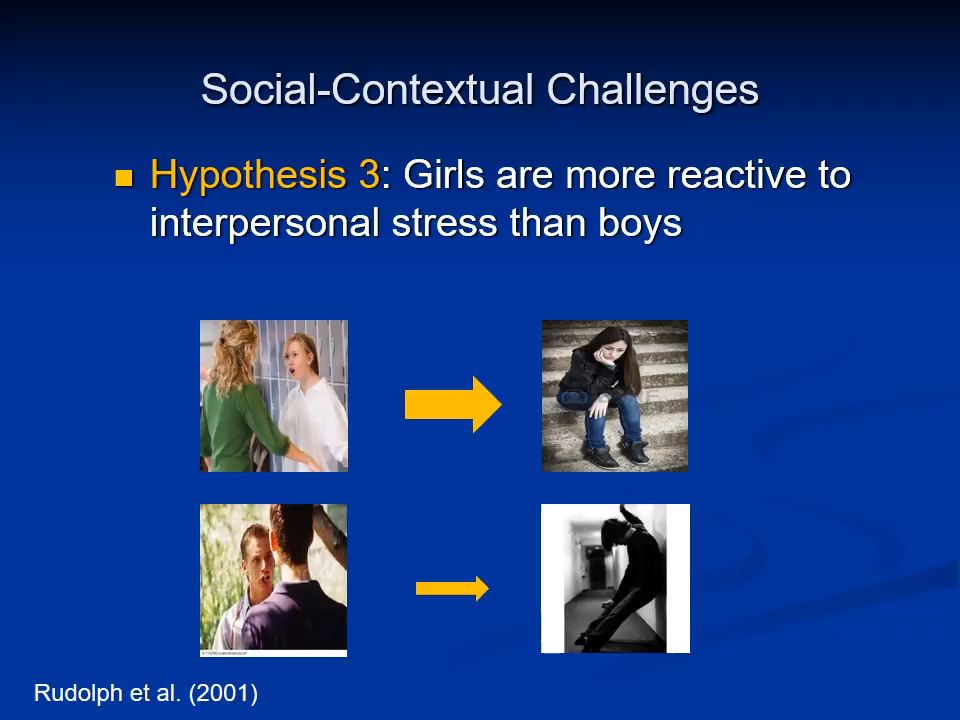 Social-Contextual Challenges
Hypothesis 3: Girls are more reactive to
interpersonal stress than boys
Rudolph et al. (2001)